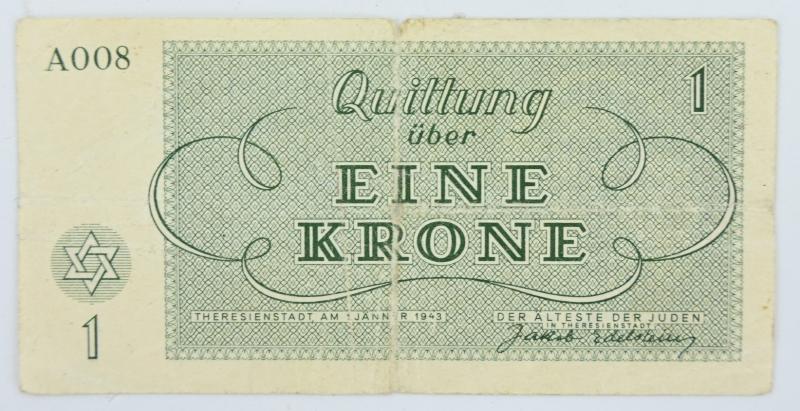 A008
Quittung
über
EINE
KRONE
1
1
THERESIENSTADT, AM 1. JÄNNER 1943
DER ÄLTESTE DER JUDEN
IN THERESIENSTADT
Jakob Edelstein